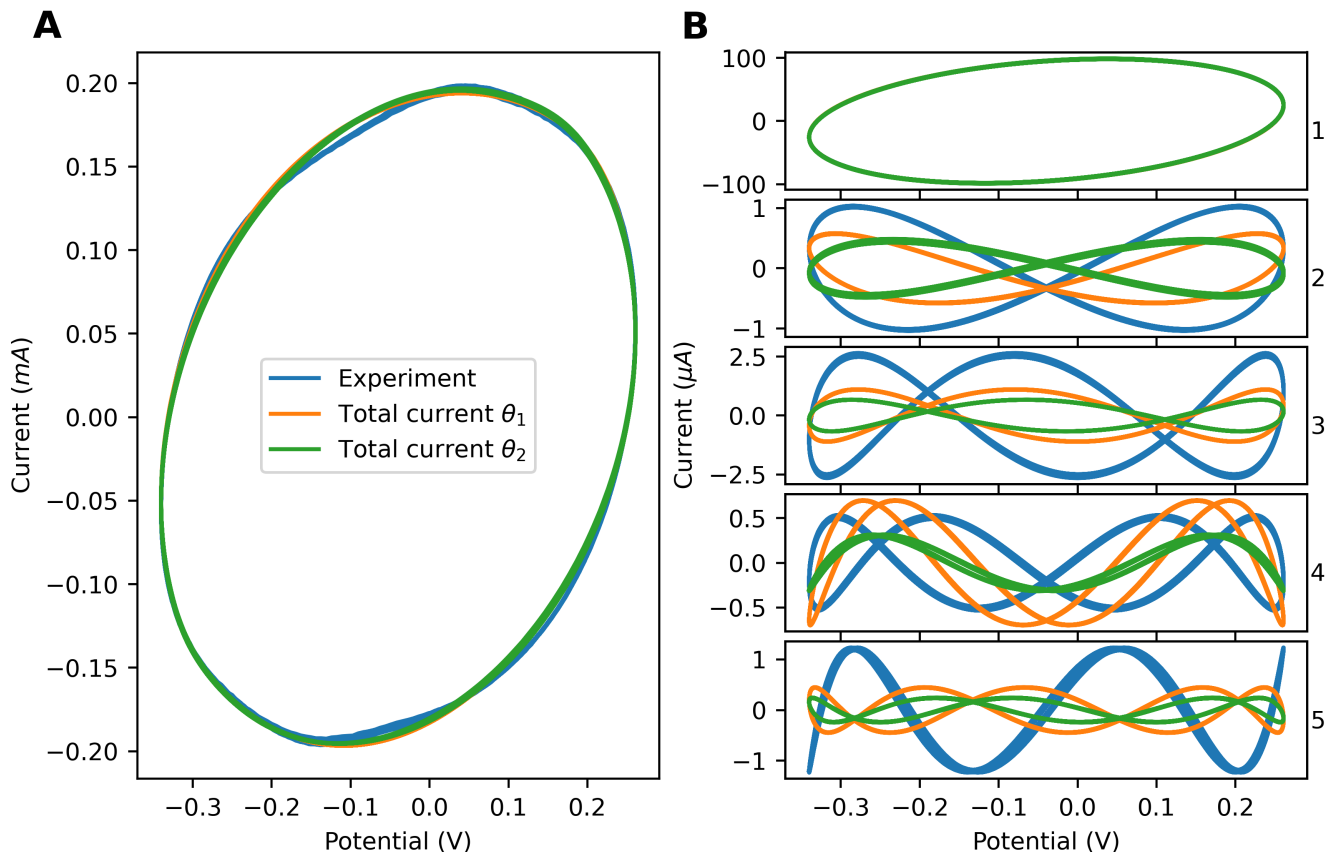 A
0.20
0.15
0.10
0.05
0.00
−0.05
−0.10
−0.15
−0.20
Current (mA)
Experiment
Total current θ1
Total current θ2
−0.3 −0.2 −0.1 0.0 0.1 0.2
Potential (V)
B
100
0
−100
1
1
0
−1
2
2.5
0.0
−2.5
3
0.5
0.0
−0.5
4
1
0
−1
5
Current (μA)
−0.3 −0.2 −0.1 0.0 0.1 0.2
Potential (V)